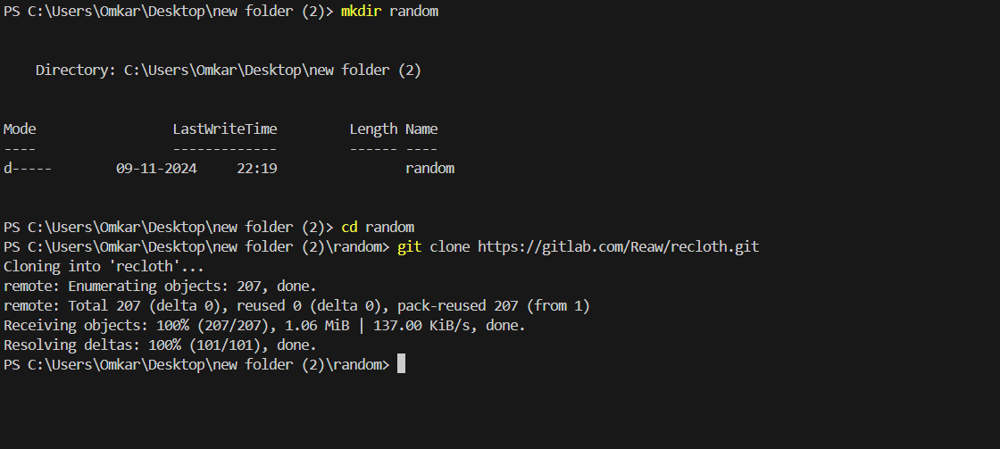 PS C:\Users\Omkar\Desktop\new folder (2)> mkdir random
    Directory: C:\Users\Omkar\Desktop\new folder (2)
Mode                 LastWriteTime         Length Name
----                 -------------         ------ ----
d-----        09-11-2024     22:19                random
PS C:\Users\Omkar\Desktop\new folder (2)> cd random
PS C:\Users\Omkar\Desktop\new folder (2)\random> git clone https://gitlab.com/Reaw/recloth.git
Cloning into 'recloth'...
remote: Enumerating objects: 207, done.
remote: Total 207 (delta 0), reused 0 (delta 0), pack-reused 207 (from 1)
Receiving objects: 100% (207/207), 1.06 MiB | 137.00 KiB/s, done.
Resolving deltas: 100% (101/101), done.
PS C:\Users\Omkar\Desktop\new folder (2)\random>